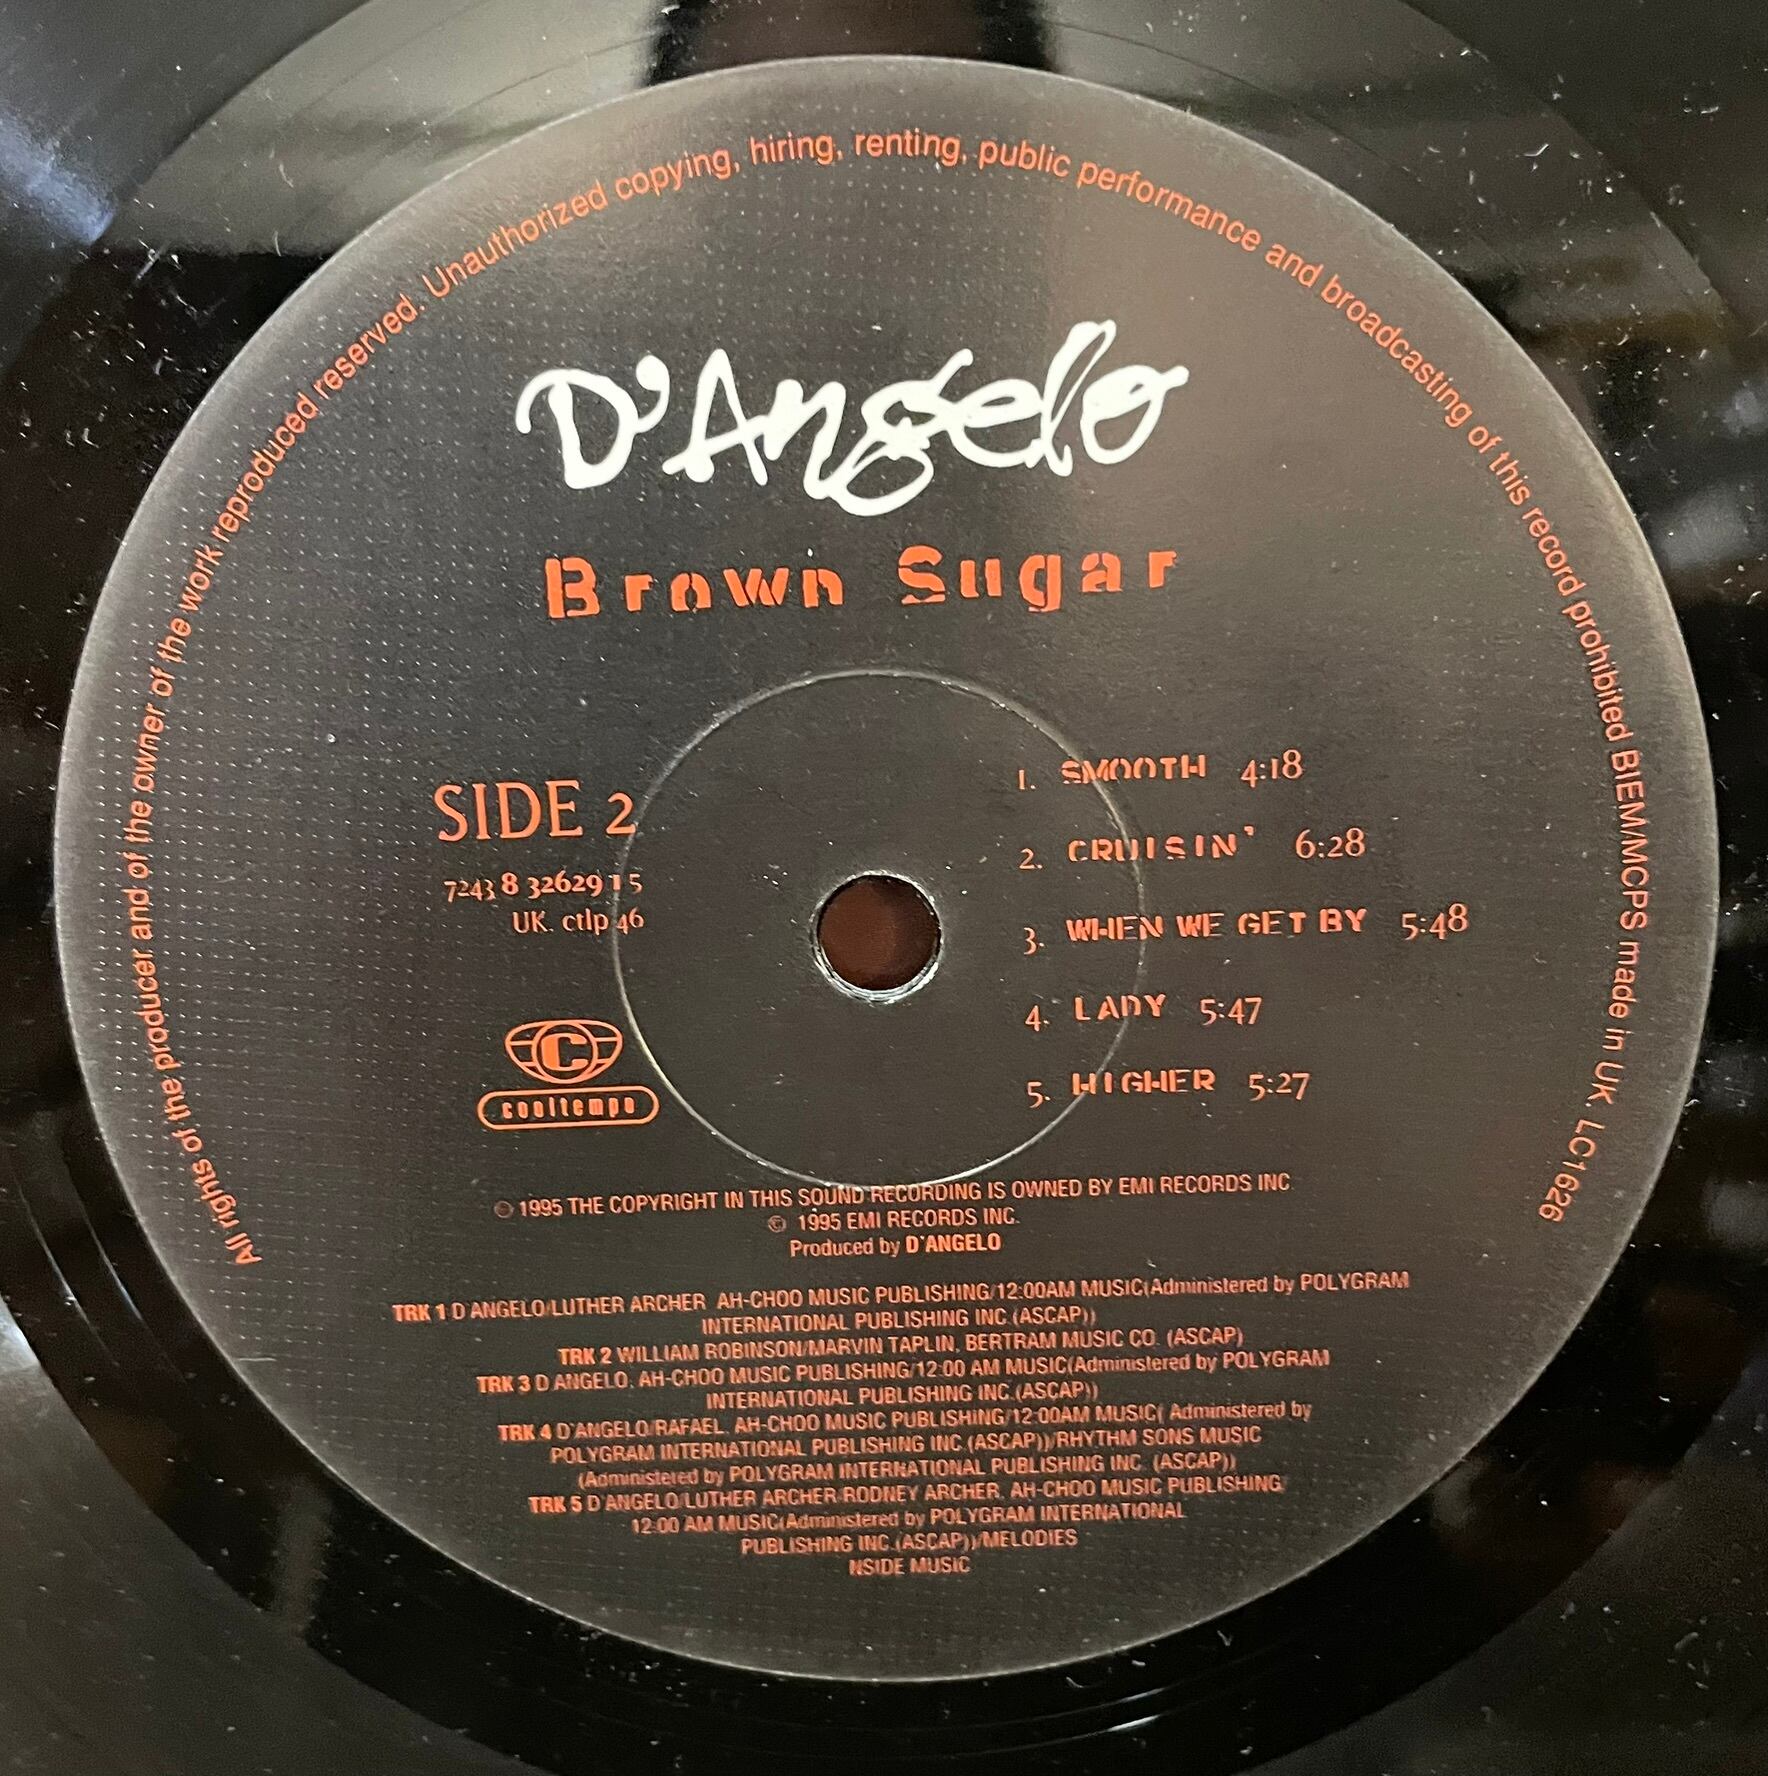 All rights of the producer and of the owner of the work reproduced reserved. Unauthorized copying, hiring, renting, public performance and broadcasting of this record prohibited BIEM/MCPS made in UK. LC1626
D'Angelo
Brown Sugar
SIDE 2
7243 8 32629 1 5
UK. ctlp 46
C
cooltempo
1. SMOOTH 4:18
2. CRUISIN' 6:28
3. WHEN WE GET BY 5:48
4. LADY 5:47
5. HIGHER 5:27
℗ 1995 THE COPYRIGHT IN THIS SOUND RECORDING IS OWNED BY EMI RECORDS INC.
© 1995 EMI RECORDS INC.
Produced by D'ANGELO
TRK 1 D'ANGELO/LUTHER ARCHER AH-CHOO MUSIC PUBLISHING/12:00AM MUSIC(Administered by POLYGRAM
INTERNATIONAL PUBLISHING INC.(ASCAP))
TRK 2 WILLIAM ROBINSON/MARVIN TAPLIN, BERTRAM MUSIC CO. (ASCAP)
TRK 3 D'ANGELO, AH-CHOO MUSIC PUBLISHING/12:00 AM MUSIC(Administered by POLYGRAM
INTERNATIONAL PUBLISHING INC.(ASCAP))
TRK 4 D'ANGELO/RAFAEL, AH-CHOO MUSIC PUBLISHING/12:00AM MUSIC( Administered by
POLYGRAM INTERNATIONAL PUBLISHING INC.(ASCAP))/RHYTHM SONS MUSIC
(Administered by POLYGRAM INTERNATIONAL PUBLISHING INC. (ASCAP))
TRK 5 D'ANGELO/LUTHER ARCHER/RODNEY ARCHER, AH-CHOO MUSIC PUBLISHING
12:00 AM MUSIC(Administered by POLYGRAM INTERNATIONAL
PUBLISHING INC.(ASCAP))/MELODIES
NSIDE MUSIC